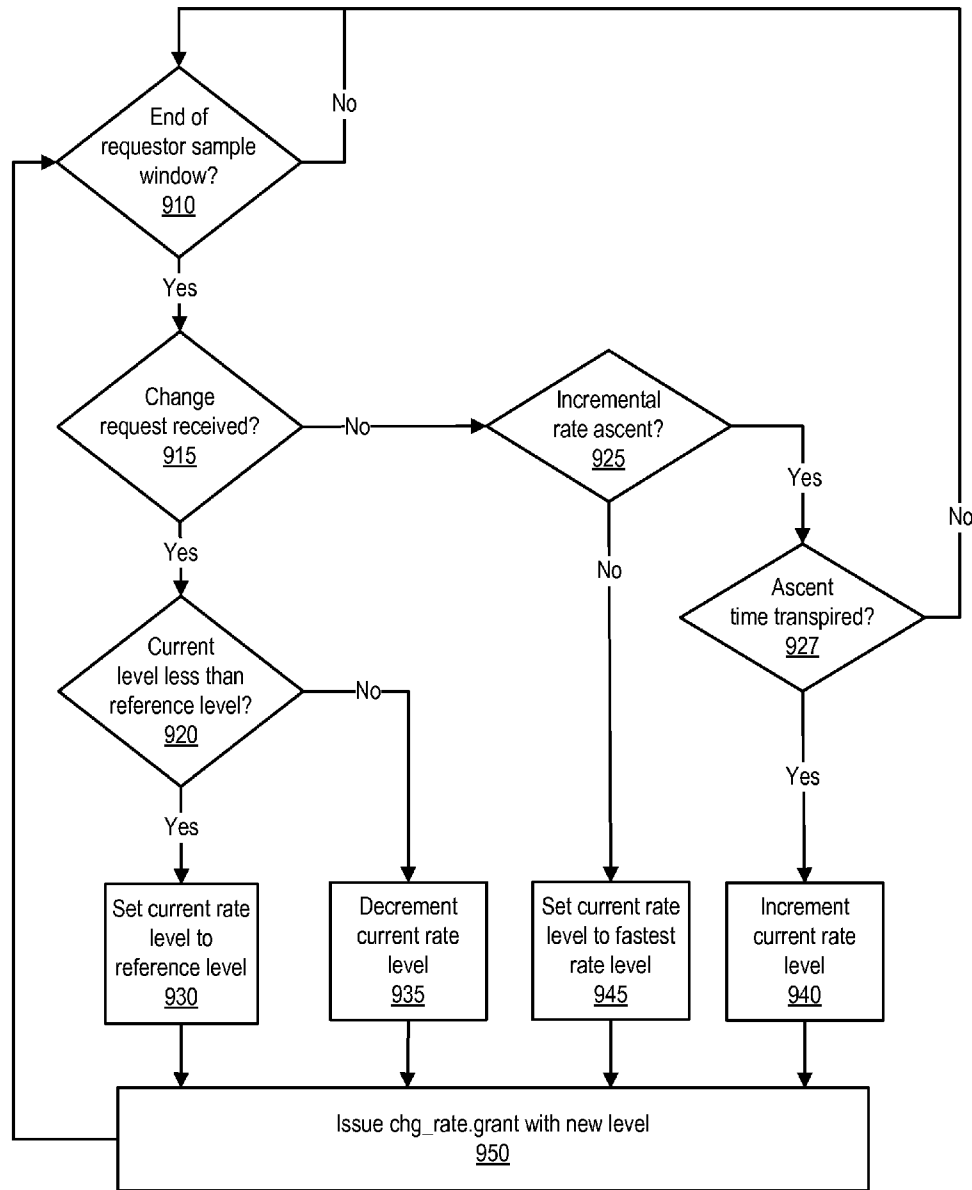 No
End of
requestor sample
window?
910
Yes
Change
request received?
915
No
Incremental
rate ascent?
925
Yes
No
Yes
No
Ascent
time transpired?
927
Current
level less than
reference level?
920
No
Yes
Yes
Set current rate
level to
reference level
930
Decrement
current rate
level
935
Set current rate
level to fastest
rate level
945
Increment
current rate
level
940
Issue chg_rate.grant with new level
950